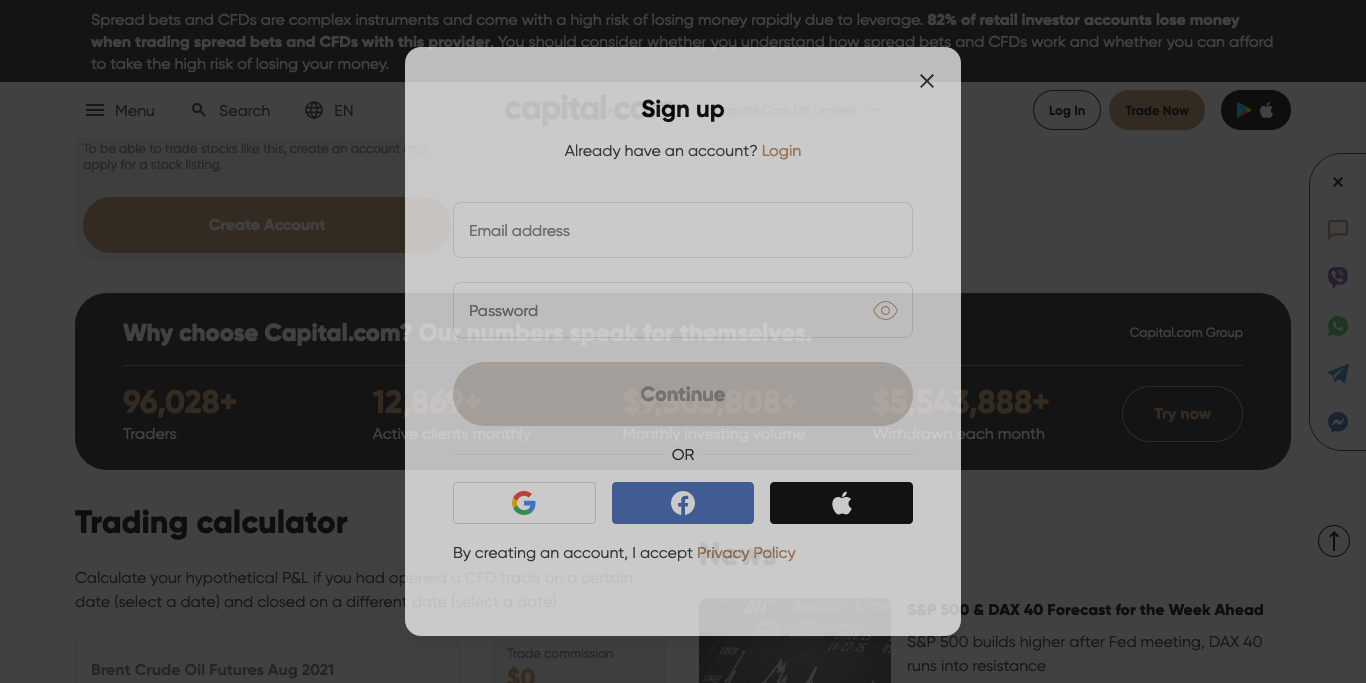 Spread bets and CFDs are complex instruments and come with a high risk of losing money rapidly due to leverage. 82% of retail investor accounts lose money
when trading spread bets and CFDs with this provider. You should consider whether you understand how spread bets and CFDs work and whether you can afford
to take the high risk of losing your money.
Menu
Search
EN
capital.co
Capital Com UK Limited
Log In
Trade Now
Sign up
Already have an account? Login
To be able to trade stocks like this, create an account and
apply for a stock listing.
Create Account
Email address
Password
Why choose Capital.com? Our numbers speak for themselves.
Capital.com Group
Continue
96,028+
Traders
12,869+
Active clients monthly
Monthly investing volume
$5,543,888+
Withdrawn each month
Try now
OR
Trading calculator
By creating an account, I accept Privacy Policy
News
Calculate your hypothetical P&L if you had opened a CFD trade on a certain
date (select a date) and closed on a different date (select a date).
S&P 500 & DAX 40 Forecast for the Week Ahead
S&P 500 builds higher after Fed meeting, DAX 40
runs into resistance
Brent Crude Oil Futures Aug 2021
Trade commission
$0